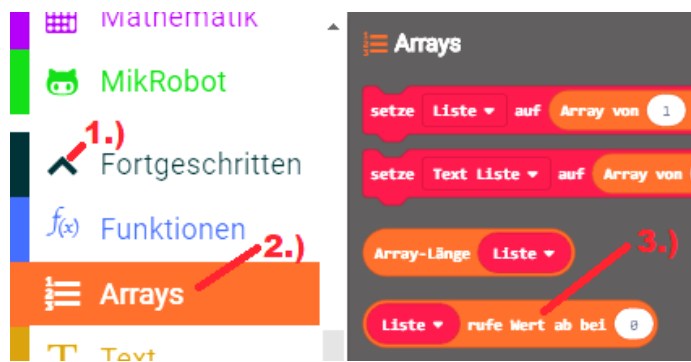 Mathematik
MikRobot
1.)
Fortgeschritten
f(x) Funktionen
2.)
Arrays
Text
Arrays
setze Liste auf Array von 1
setze Text Liste auf Array von
Array-Länge Liste
3.)
Liste rufe Wert ab bei 0